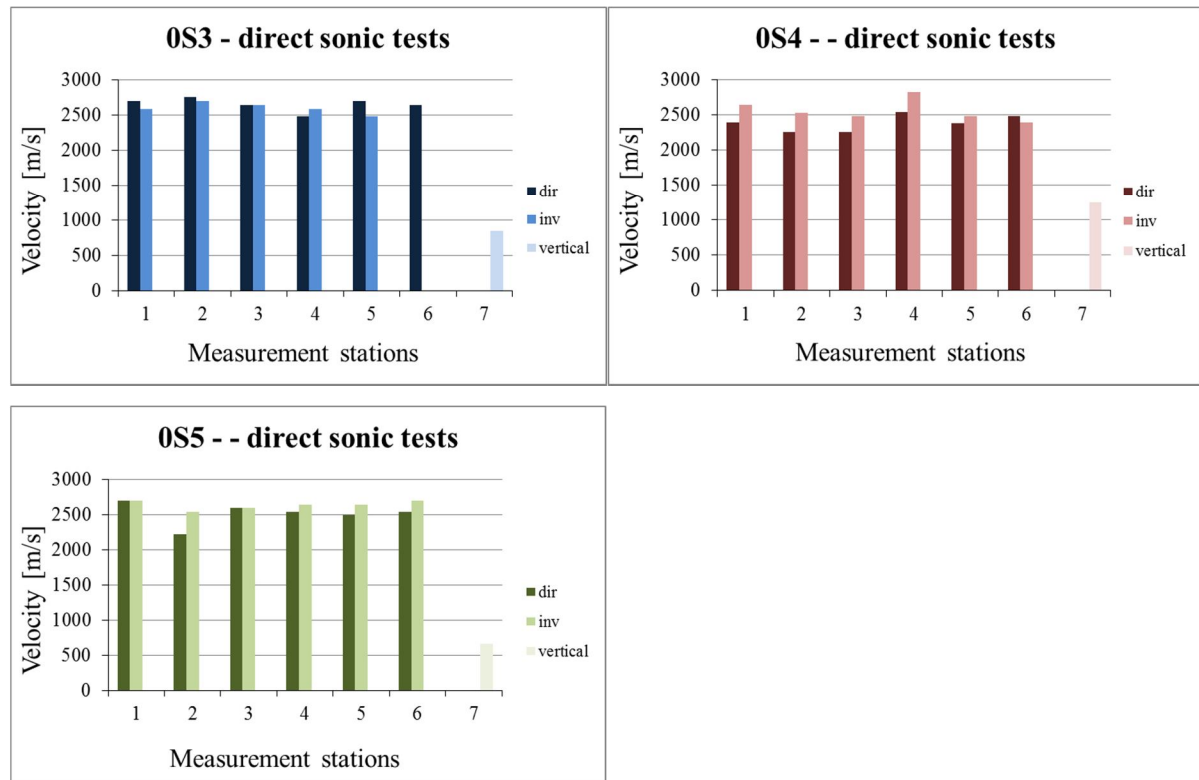 0S3 - direct sonic tests
Velocity [m/s]
3000
2500
2000
1500
1000
500
0
1 2 3 4 5 6 7
Measurement stations
dir
inv
vertical
0S4 - - direct sonic tests
Velocity [m/s]
3000
2500
2000
1500
1000
500
0
1 2 3 4 5 6 7
Measurement stations
dir
inv
vertical
0S5 - - direct sonic tests
Velocity [m/s]
3000
2500
2000
1500
1000
500
0
1 2 3 4 5 6 7
Measurement stations
dir
inv
vertical